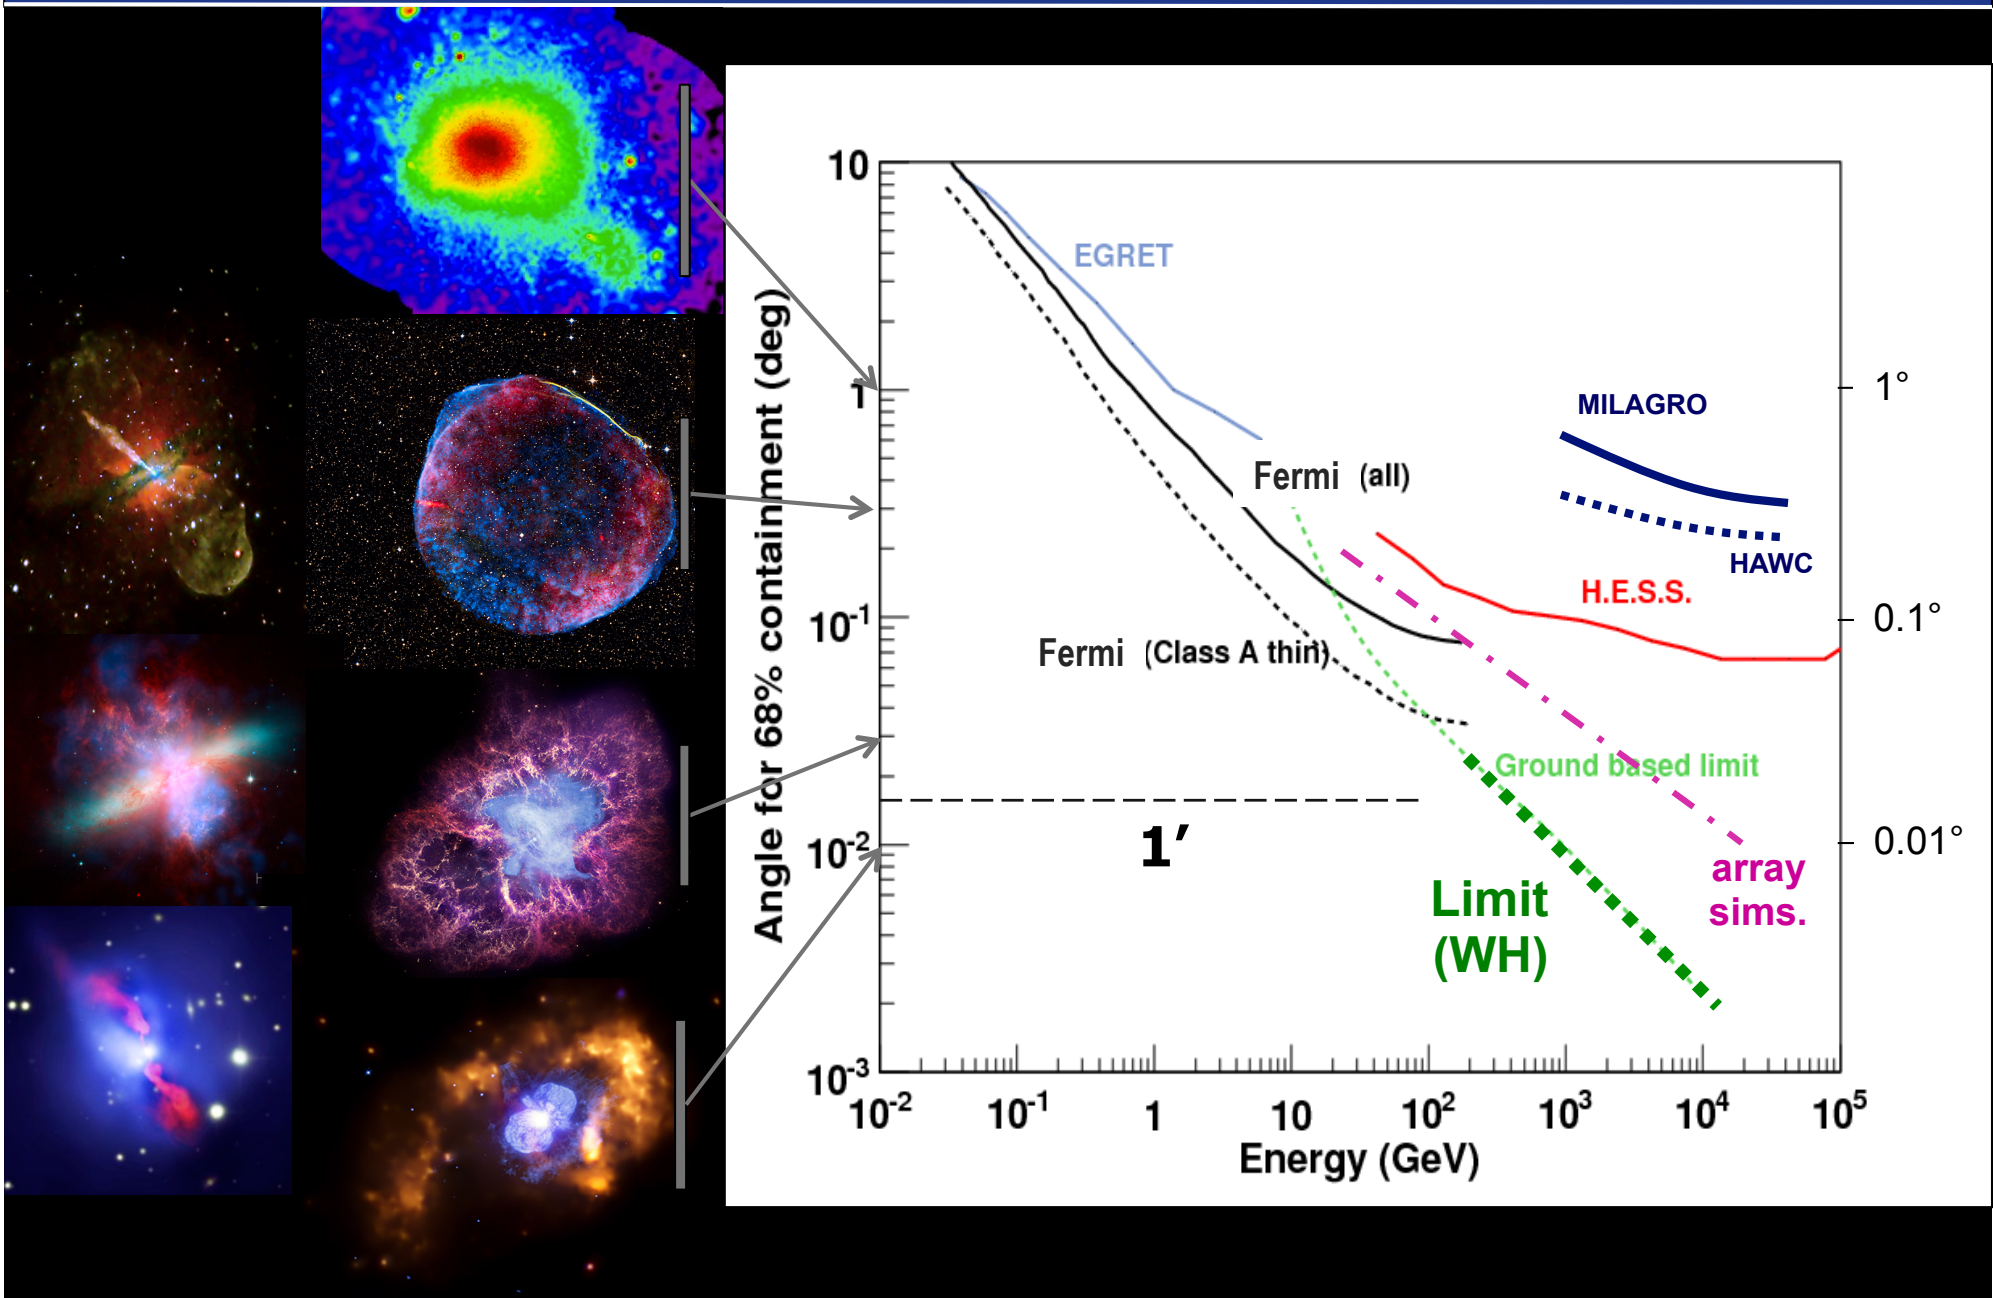 10
1
10-1
10-2
10-3
Angle for 68% containment (deg)
EGRET
Fermi (all)
Fermi (Class A thin)
MILAGRO
HAWC
H.E.S.S.
Ground based limit
1′
Limit
(WH)
array
sims.
1°
0.1°
0.01°
10-2 10-1 1 10 102 103 104 105
Energy (GeV)